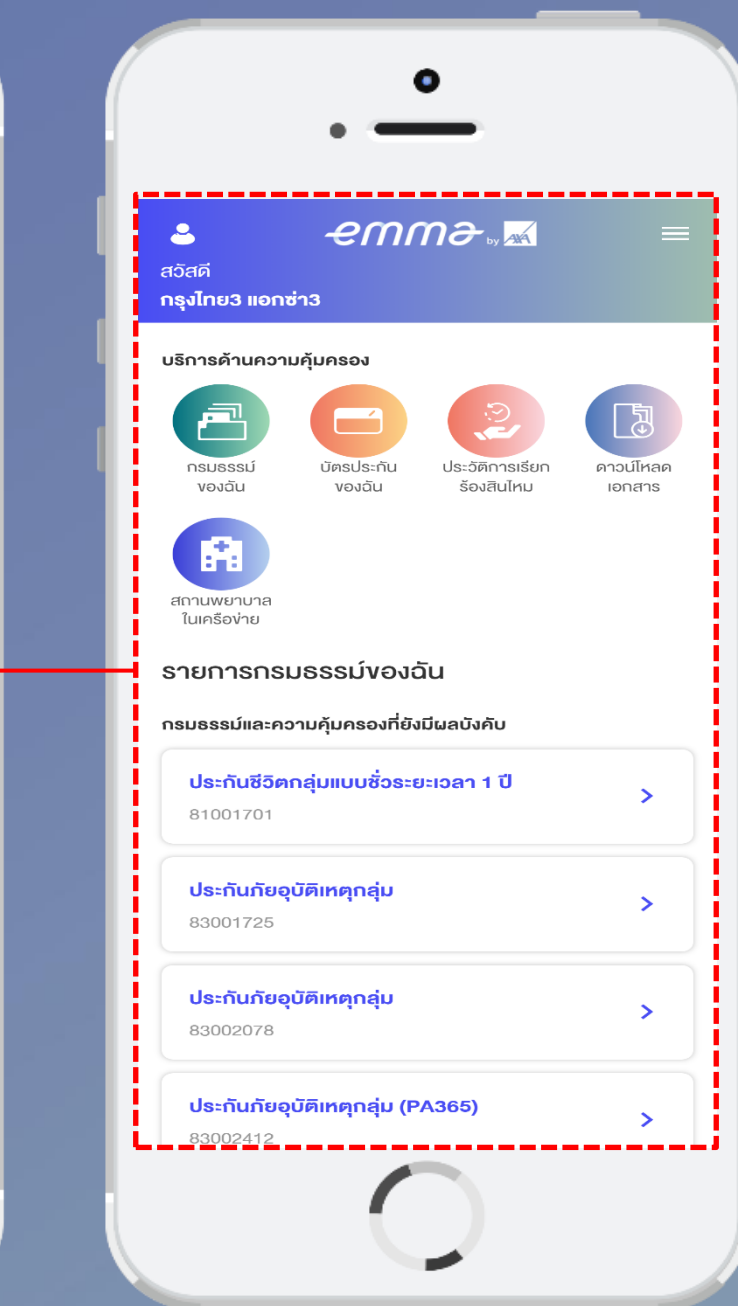 emma by AXA
สวัสดี
กรุงไทย3 แอกซ่า3
บริการด้านความคุ้มครอง
กรมธรรม์
ของฉัน
บัตรประกัน
ของฉัน
ประวัติการเรียก
ร้องสินไหม
ดาวน์โหลด
เอกสาร
สถานพยาบาล
ในเครือข่าย
รายการกรมธรรม์ของฉัน
กรมธรรม์และความคุ้มครองที่ยังมีผลบังคับ
ประกันชีวิตกลุ่มแบบชั่วระยะเวลา 1 ปี
81001701
ประกันภัยอุบัติเหตุกลุ่ม
83001725
ประกันภัยอุบัติเหตุกลุ่ม
83002078
ประกันภัยอุบัติเหตุกลุ่ม (PA365)
83002412